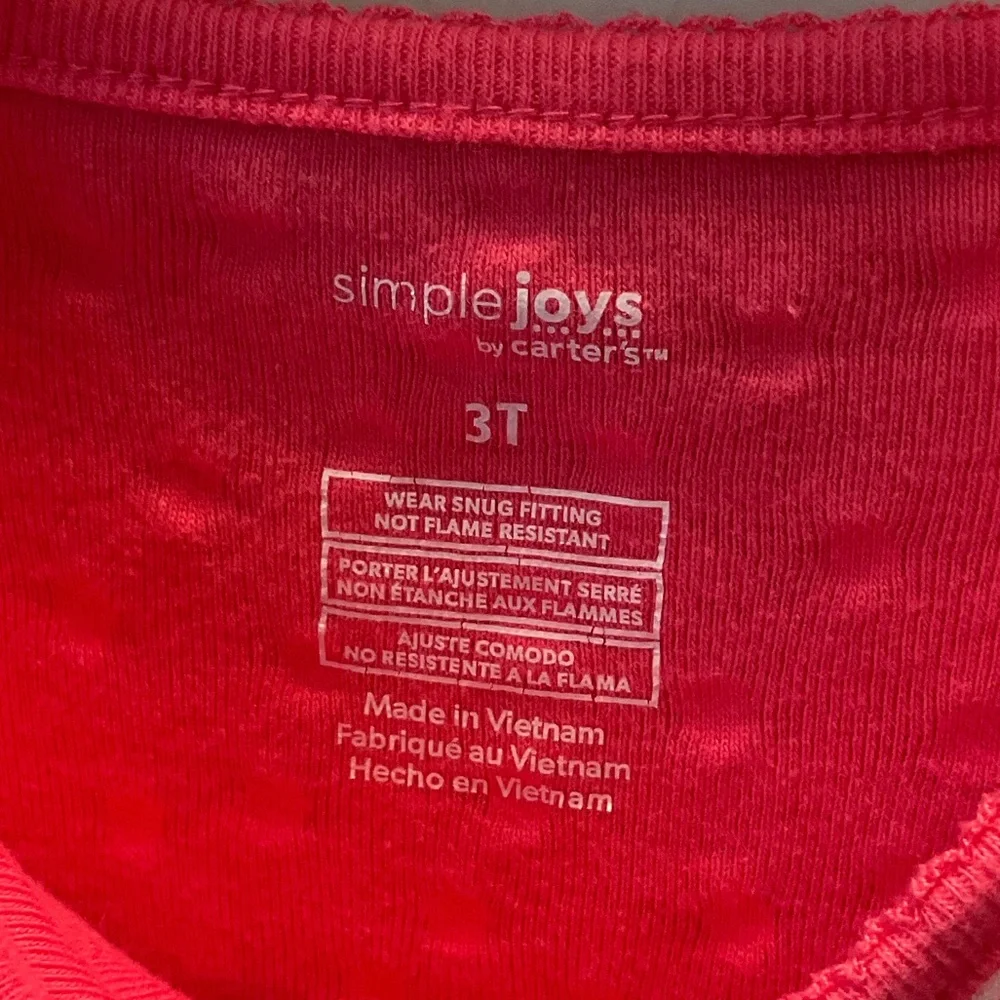 simple joys
by carter's™
3T
WEAR SNUG FITTING
NOT FLAME RESISTANT
PORTER L'AJUSTEMENT SERRÉ
NON ÉTANCHE AUX FLAMMES
AJUSTE COMODO
NO RESISTENTE A LA FLAMA
Made in Vietnam
Fabriqué au Vietnam
Hecho en Vietnam